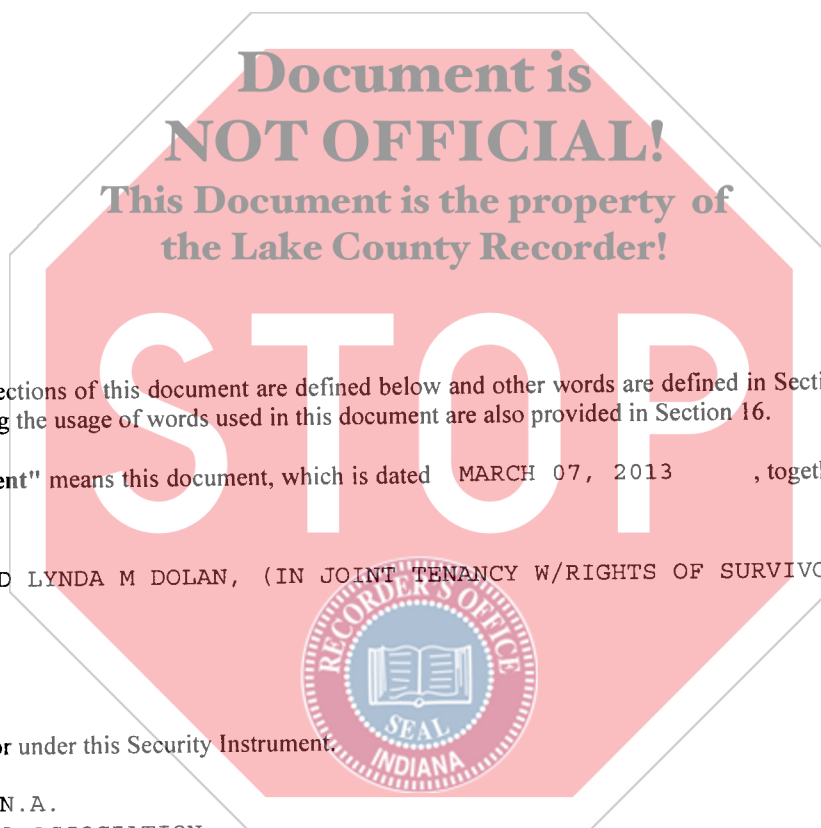 Document is
NOT OFFICIAL!
This Document is the property of
the Lake County Recorder!
STOP
ections of this document are defined below and other words are defined in Secti
g the usage of words used in this document are also provided in Section 16.
ent" means this document, which is dated MARCH 07, 2013 , togeth
D LYNDA M DOLAN, (IN JOINT TENANCY W/RIGHTS OF SURVIVO
RECORDER'S OFFICE
SEAL
INDIANA
or under this Security Instrument.
N.A.